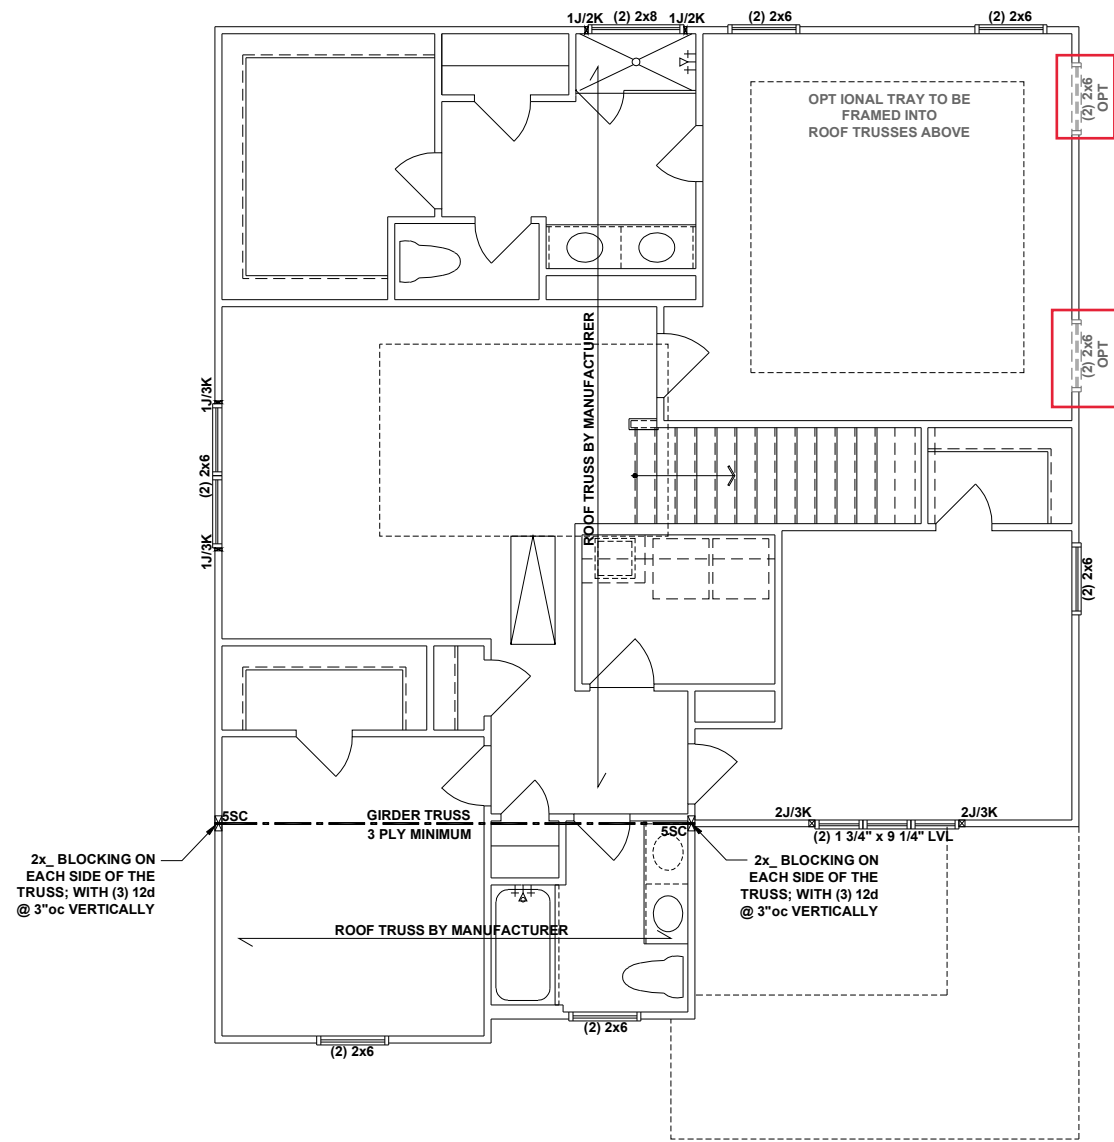 1J/2K
(2) 2x8
1J/2K
(2) 2x6
(2) 2x6
(2) 2x6
OPT
OPT IONAL TRAY TO BE
FRAMED INTO
ROOF TRUSSES ABOVE
ROOF TRUSS BY MANUFACTURER
(2) 2x6
OPT
1J/3K
(2) 2x6
1J/3K
(2) 2x6
5SC
GIRDER TRUSS
3 PLY MINIMUM
5SC
2J/3K
2J/3K
(2) 1 3/4" x 9 1/4" LVL
2x_ BLOCKING ON
EACH SIDE OF THE
TRUSS; WITH (3) 12d
@ 3"oc VERTICALLY
2x_ BLOCKING ON
EACH SIDE OF THE
TRUSS; WITH (3) 12d
@ 3"oc VERTICALLY
ROOF TRUSS BY MANUFACTURER
(2) 2x6
(2) 2x6